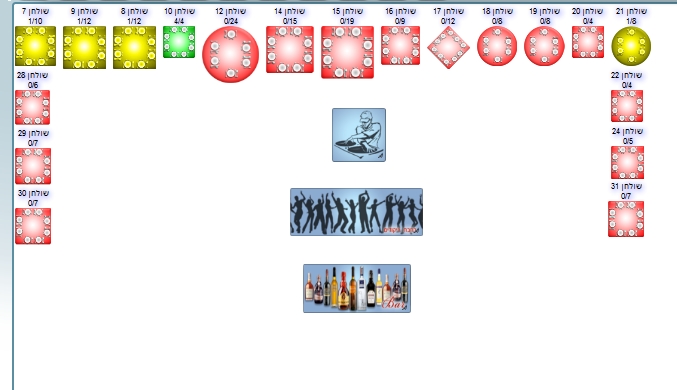 שולחן 7
1/10
שולחן 9
1/12
שולחן 8
1/12
שולחן 10
4/4
שולחן 12
0/24
שולחן 14
0/15
שולחן 15
0/19
שולחן 16
0/9
שולחן 17
0/12
שולחן 18
0/8
שולחן 19
0/8
שולחן 20
0/4
שולחן 21
1/8
שולחן 28
0/6
שולחן 22
0/4
שולחן 29
0/7
שולחן 24
0/5
שולחן 30
0/7
שולחן 31
0/7
Bar